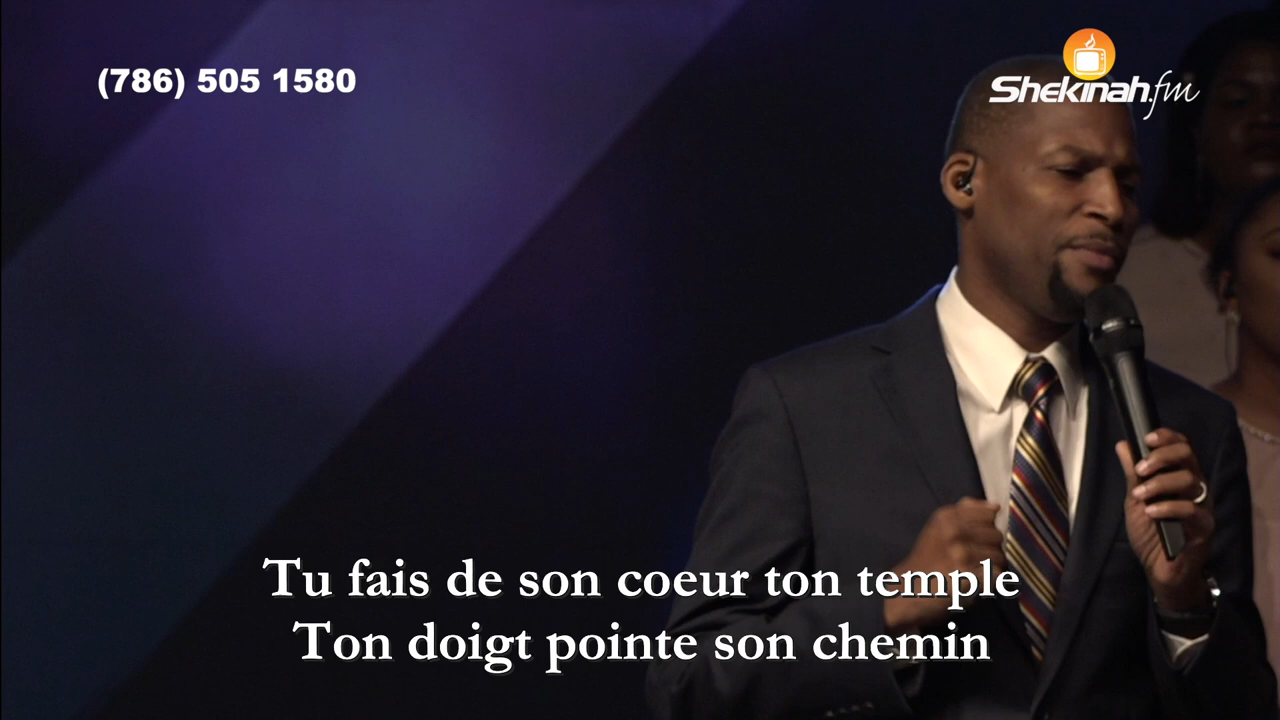 (786) 505 1580
Shekinah.fm
Tu fais de son coeur ton temple
Ton doigt pointe son chemin